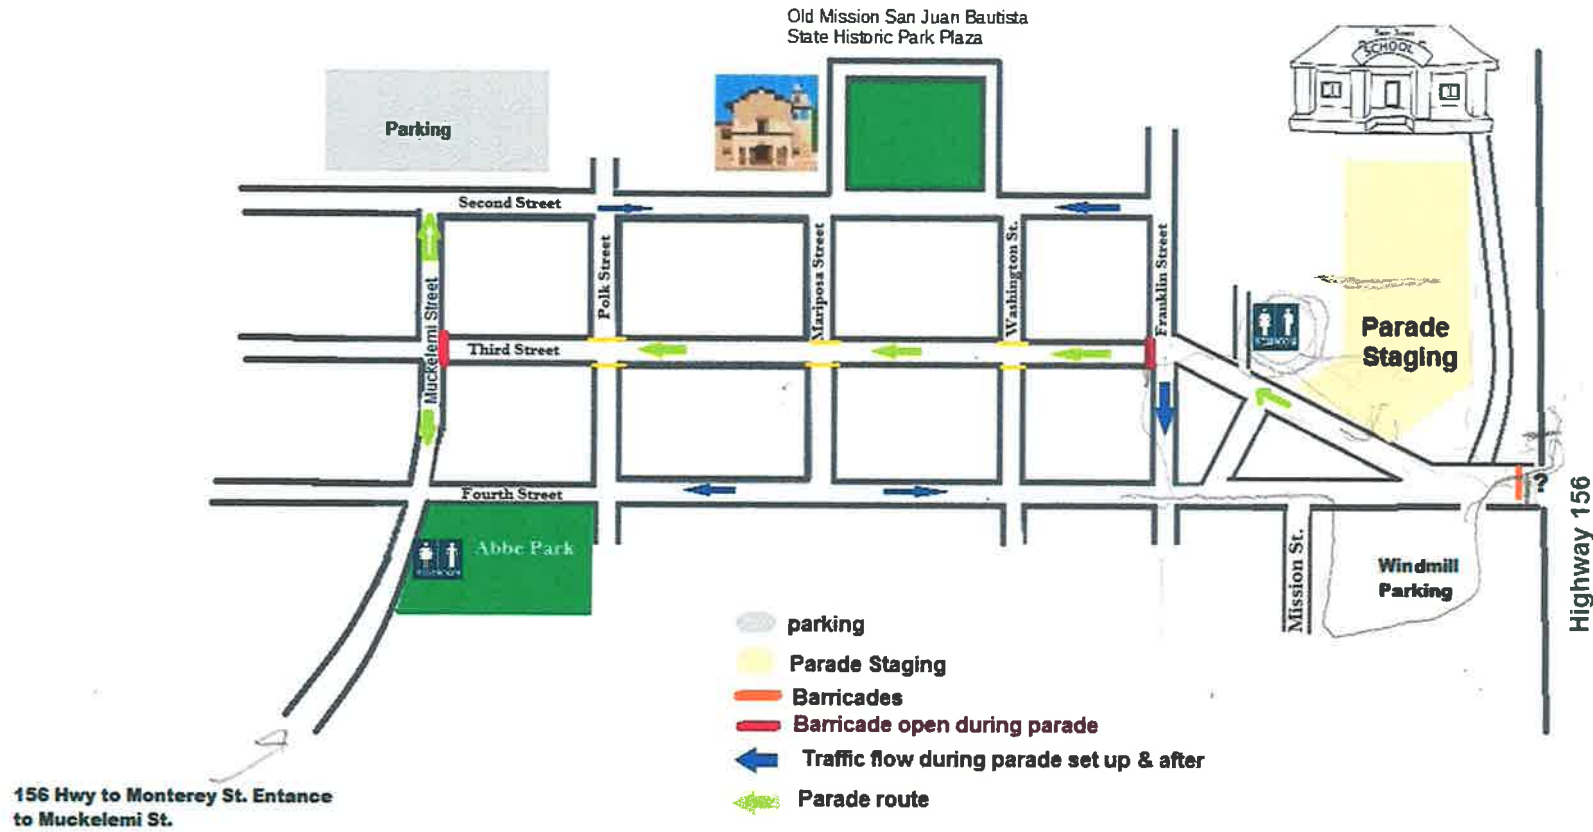 Old Mission San Juan Bautista
State Historic Park Plaza
San Juan
SCHOOL
Parking
Second Street
Polk Street
Mariposa Street
Washington St.
Franklin Street
Muckelemi Street
Third Street
Parade
Staging
Fourth Street
?
Abbe Park
Mission St.
Windmill
Parking
Highway 156
parking
Parade Staging
Barricades
Barricade open during parade
Traffic flow during parade set up & after
Parade route
156 Hwy to Monterey St. Entrance
to Muckelemi St.